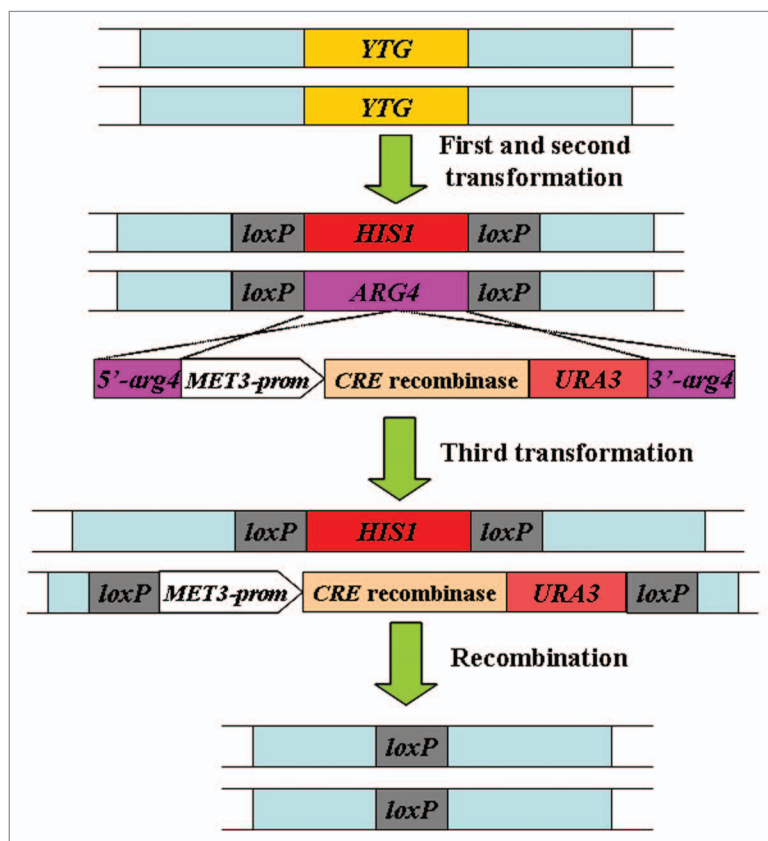 YTG
YTG
First and second
transformation
loxP HIS1 loxP
loxP ARG4 loxP
5'-arg4 MET3-prom CRE recombinase URA3 3'-arg4
Third transformation
loxP HIS1 loxP
loxP MET3-prom CRE recombinase URA3 loxP
Recombination
loxP
loxP